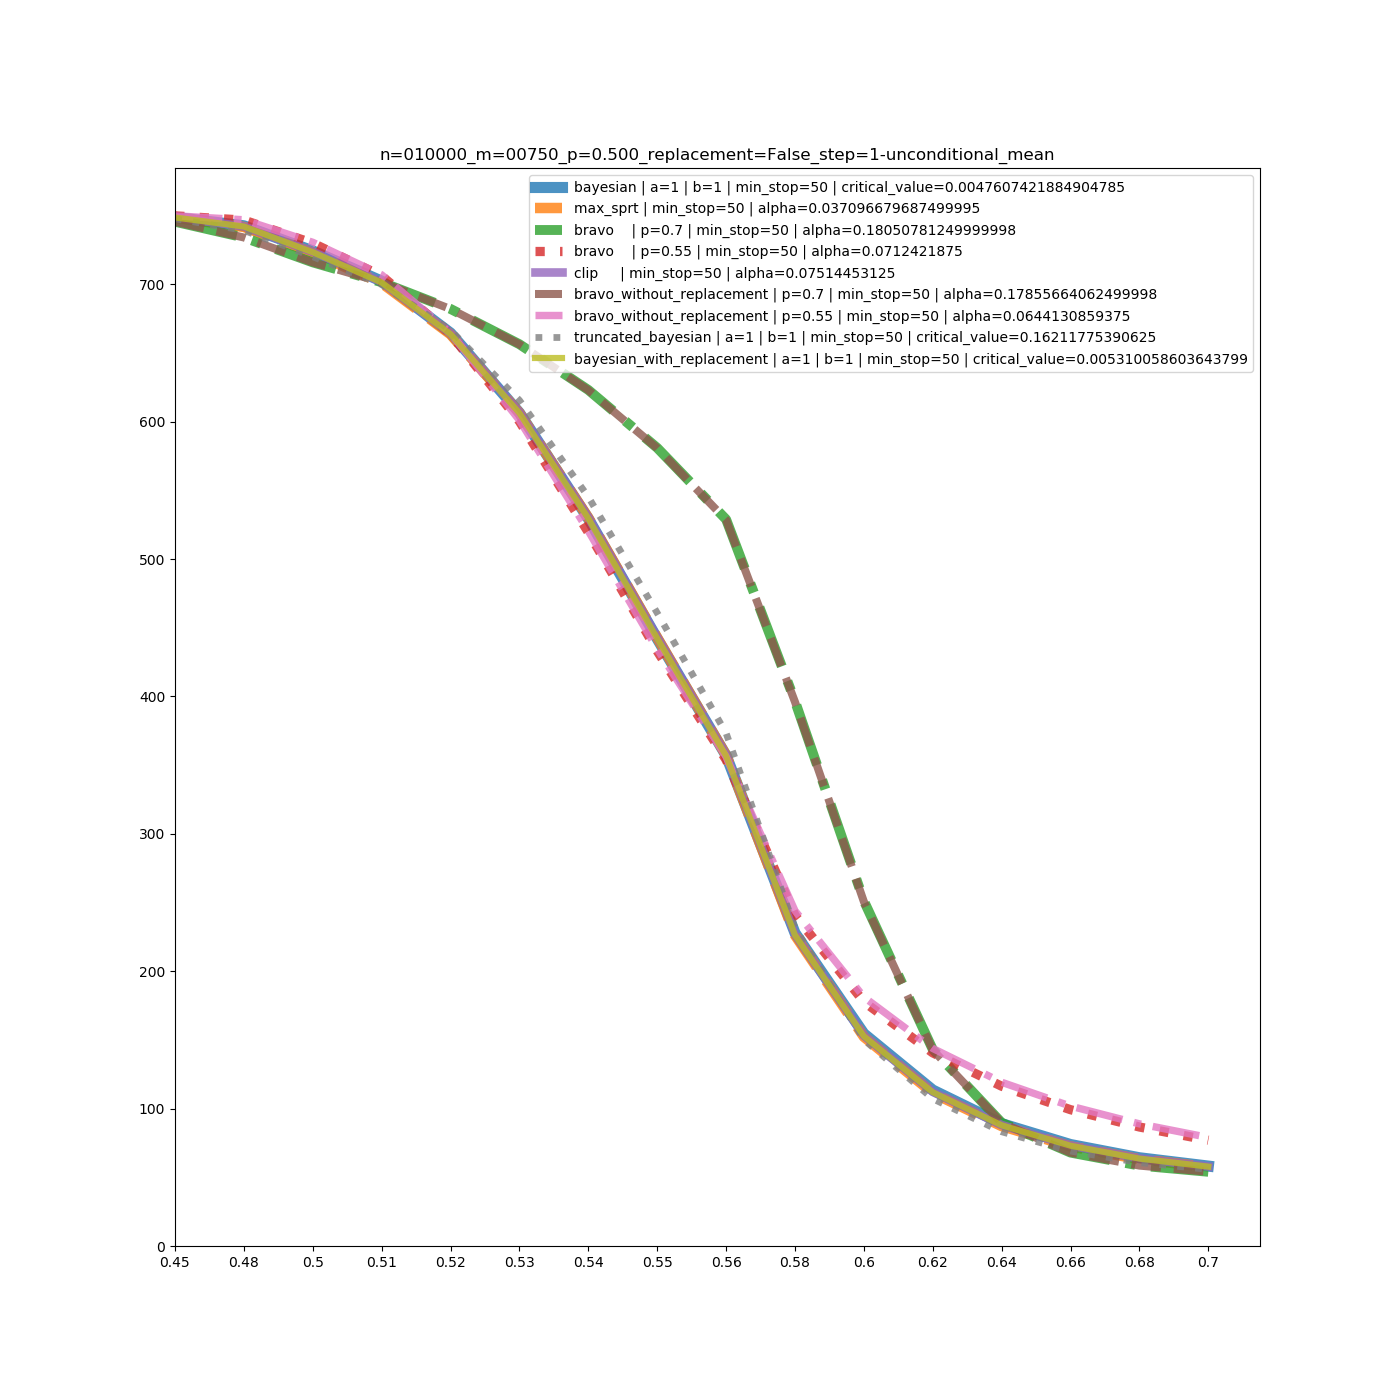 n=010000_m=00750_p=0.500_replacement=False_step=1-unconditional_mean
bayesian | a=1 | b=1 | min_stop=50 | critical_value=0.0047607421884904785
max_sprt | min_stop=50 | alpha=0.037096679687499995
bravo | p=0.7 | min_stop=50 | alpha=0.18050781249999998
bravo | p=0.55 | min_stop=50 | alpha=0.0712421875
clip | min_stop=50 | alpha=0.07514453125
bravo_without_replacement | p=0.7 | min_stop=50 | alpha=0.17855664062499998
bravo_without_replacement | p=0.55 | min_stop=50 | alpha=0.0644130859375
truncated_bayesian | a=1 | b=1 | min_stop=50 | critical_value=0.16211775390625
bayesian_with_replacement | a=1 | b=1 | min_stop=50 | critical_value=0.005310058603643799
700
600
500
400
300
200
100
0
0.45 0.48 0.5 0.51 0.52 0.53 0.54 0.55 0.56 0.58 0.6 0.62 0.64 0.66 0.68 0.7